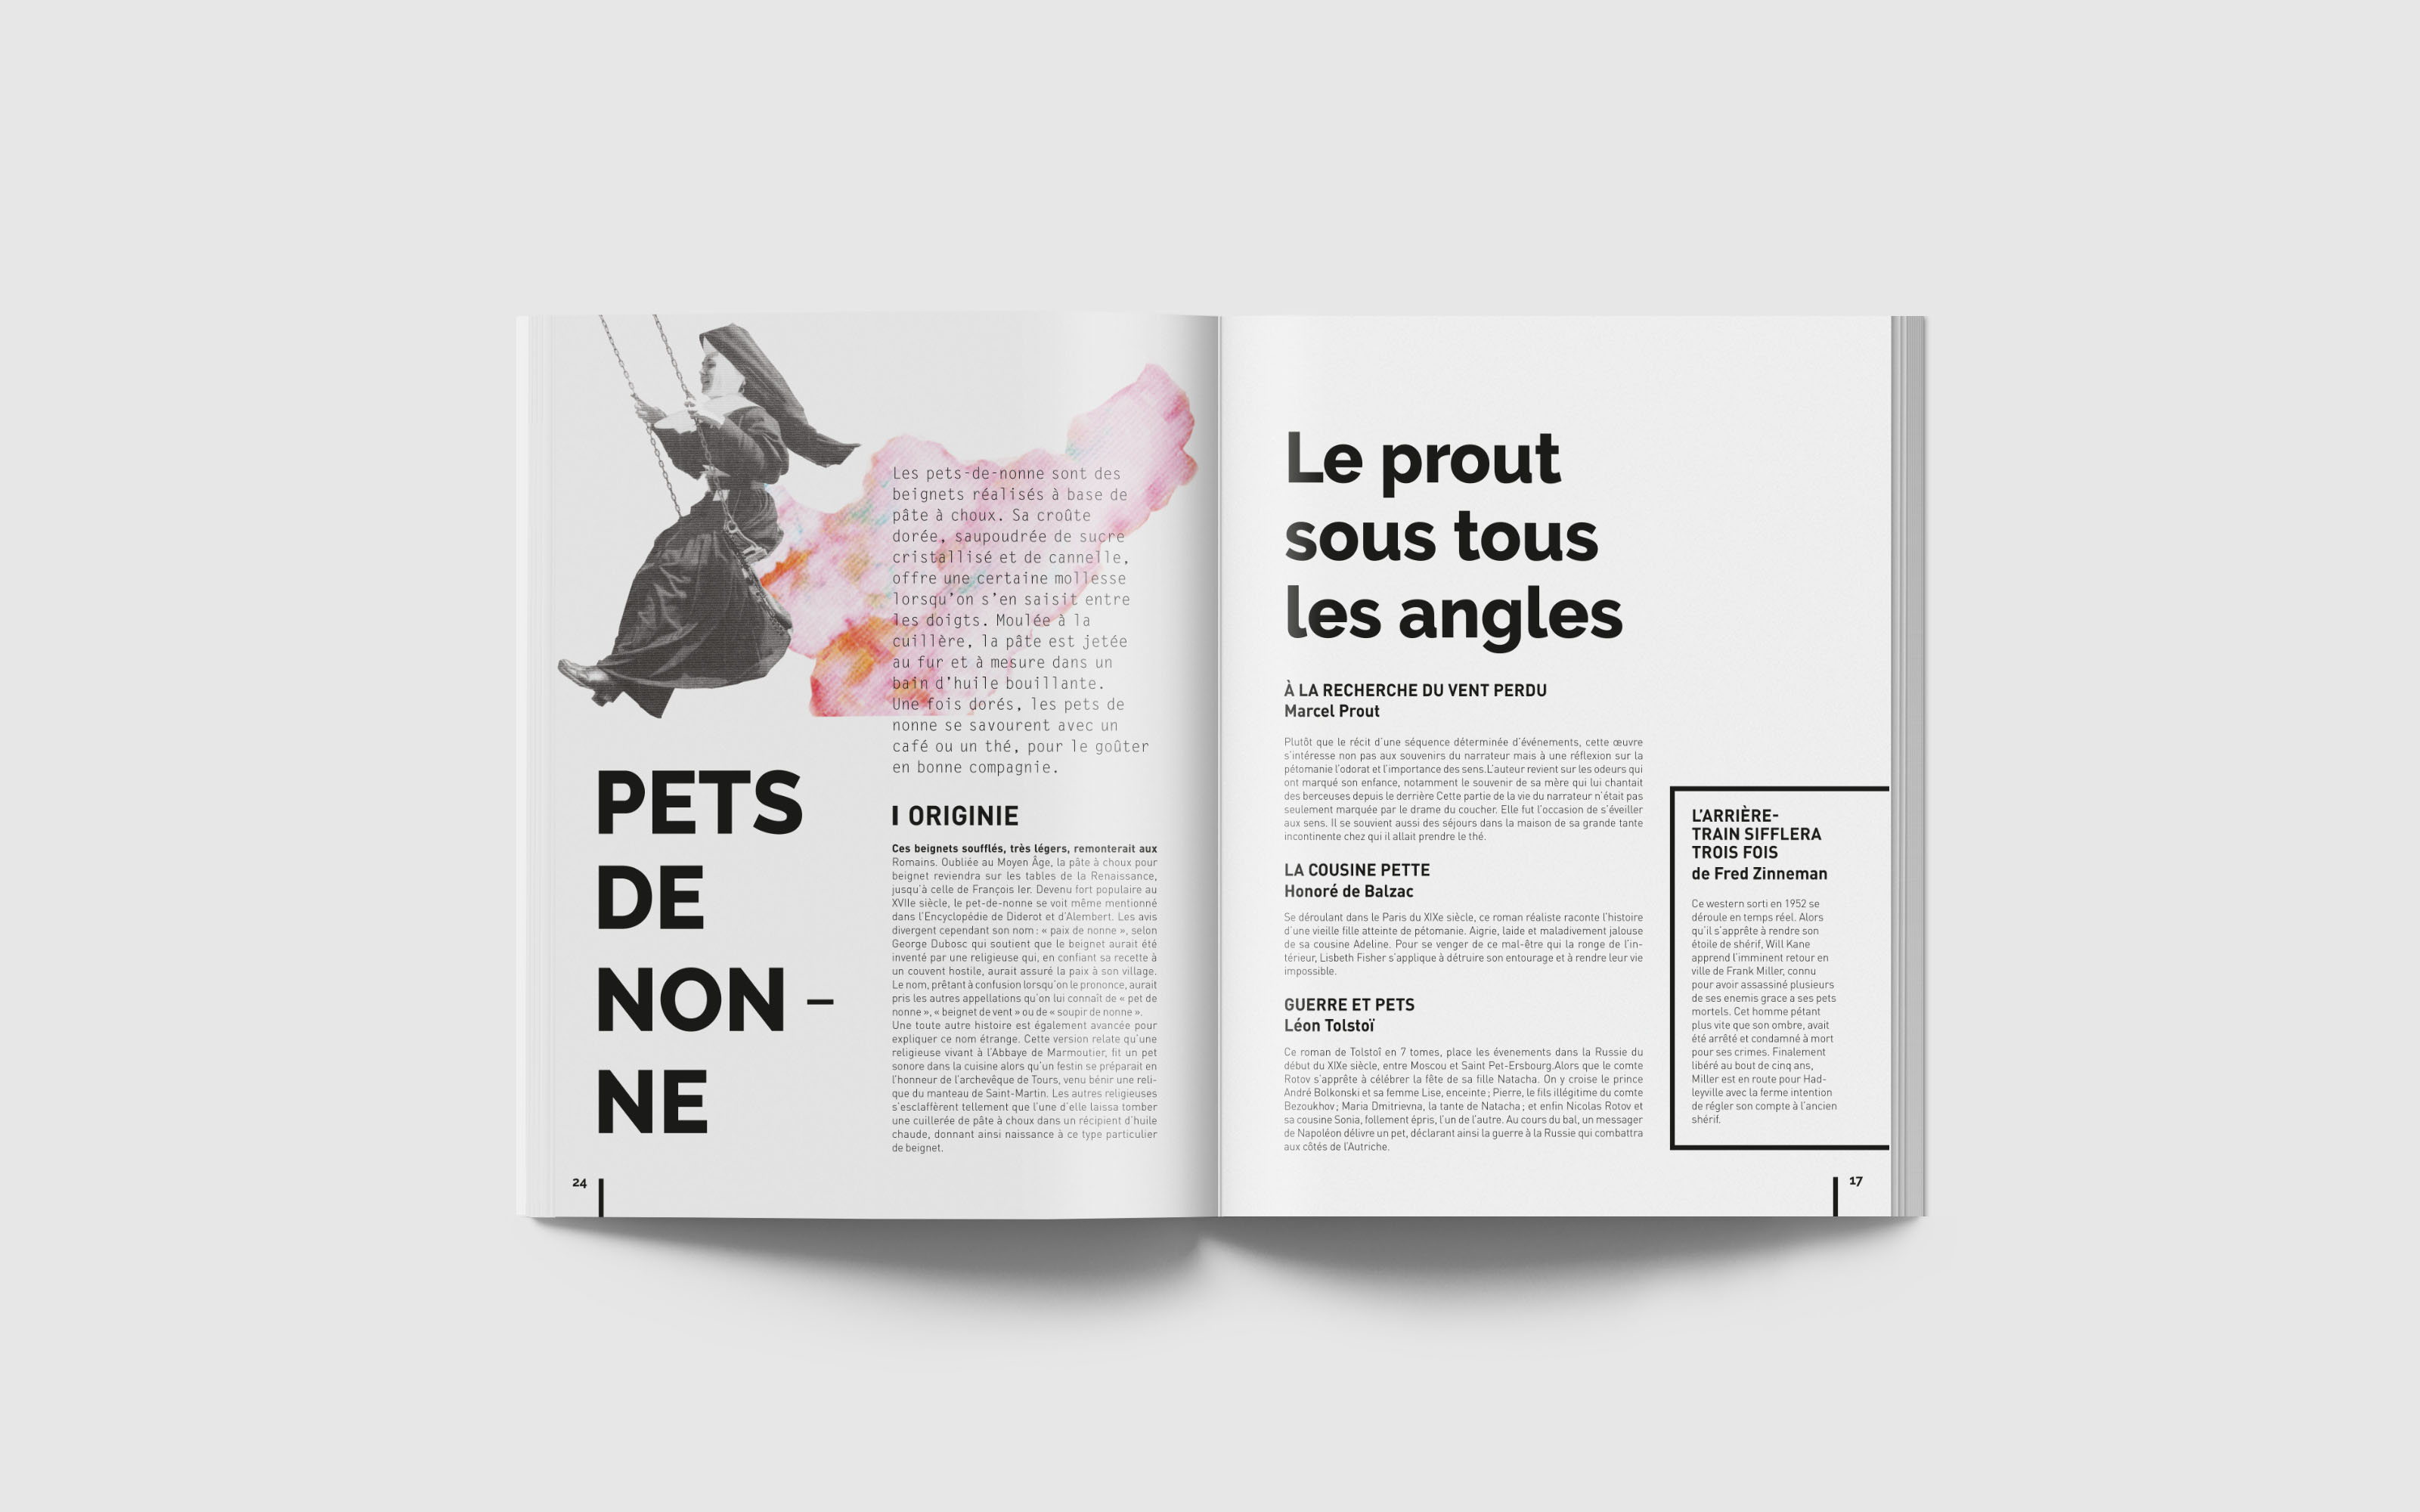 PETS
DE
NON –
NE
Les pets-de-nonne sont des
beignets réalisés à base de
pâte à choux. Sa croûte
dorée, saupoudrée de sucre
cristallisé et de cannelle,
offre une certaine mollesse
lorsqu'on s'en saisit entre
les doigts. Moulée à la
cuillère, la pâte est jetée
au fur et à mesure dans un
bain d'huile bouillante.
Une fois dorés, les pets de
nonne se savourent avec un
café ou un thé, pour le goûter
en bonne compagnie.
ORIGINIE
Ces beignets soufflés, très légers, remonterait aux
Romains. Oubliée au Moyen Âge, la pâte à choux pour
beignet reviendra sur les tables de la Renaissance,
jusqu'à celle de François Ier. Devenu fort populaire au
XVIIe siècle, le pet-de-nonne se voit même mentionné
dans l'Encyclopédie de Diderot et d'Alembert. Les avis
divergent cependant son nom : « paix de nonne », selon
George Dubosc qui soutient que le beignet aurait été
inventé par une religieuse qui, en confiant sa recette à
un couvent hostile, aurait assuré la paix à son village.
Le nom, prêtant à confusion lorsqu'on le prononce, aurait
pris les autres appellations qu'on lui connaît de « pet de
nonne », « beignet de vent » ou de « soupir de nonne ».
Une toute autre histoire est également avancée pour
expliquer ce nom étrange. Cette version relate qu'une
religieuse vivant à l'Abbaye de Marmoutier, fit un pet
sonore dans la cuisine alors qu'un festin se préparait en
l'honneur de l'archevêque de Tours, venu bénir une reli-
que du manteau de Saint-Martin. Les autres religieuses
s'esclaffèrent tellement que l'une d'elle laissa tomber
une cuillerée de pâte à choux dans un récipient d'huile
chaude, donnant ainsi naissance à ce type particulier
de beignet.
24
Le prout
sous tous
les angles
À LA RECHERCHE DU VENT PERDU
Marcel Prout
Plutôt que le récit d'une séquence déterminée d'événements, cette œuvre
s'intéresse non pas aux souvenirs du narrateur mais à une réflexion sur la
pétomanie l'odorat et l'importance des sens.L'auteur revient sur les odeurs qui
ont marqué son enfance, notamment le souvenir de sa mère qui lui chantait
des berceuses depuis le derrière Cette partie de la vie du narrateur n'était pas
seulement marquée par le drame du coucher. Elle fut l'occasion de s'éveiller
aux sens. Il se souvient aussi des séjours dans la maison de sa grande tante
incontinente chez qui il allait prendre le thé.
LA COUSINE PETTE
Honoré de Balzac
Se déroulant dans le Paris du XIXe siècle, ce roman réaliste raconte l'histoire
d'une vieille fille atteinte de pétomanie. Aigrie, laide et maladivement jalouse
de sa cousine Adeline. Pour se venger de ce mal-être qui la ronge de l'in-
térieur, Lisbeth Fisher s'applique à détruire son entourage et à rendre leur vie
impossible.
GUERRE ET PETS
Léon Tolstoï
Ce roman de Tolstoî en 7 tomes, place les évenements dans la Russie du
début du XIXe siècle, entre Moscou et Saint Pet-Ersbourg.Alors que le comte
Rotov s'apprête à célébrer la fête de sa fille Natacha. On y croise le prince
André Bolkonski et sa femme Lise, enceinte ; Pierre, le fils illégitime du comte
Bezoukhov ; Maria Dmitrievna, la tante de Natacha ; et enfin Nicolas Rotov et
sa cousine Sonia, follement épris, l'un de l'autre. Au cours du bal, un messager
de Napoléon délivre un pet, déclarant ainsi la guerre à la Russie qui combattra
aux côtés de l'Autriche.
L'ARRIÈRE-
TRAIN SIFFLERA
TROIS FOIS
de Fred Zinneman
Ce western sorti en 1952 se
déroule en temps réel. Alors
qu'il s'apprête à rendre son
étoile de shérif, Will Kane
apprend l'imminent retour en
ville de Frank Miller, connu
pour avoir assassiné plusieurs
de ses enemis grace a ses pets
mortels. Cet homme pétant
plus vite que son ombre, avait
été arrêté et condamné à mort
pour ses crimes. Finalement
libéré au bout de cinq ans,
Miller est en route pour Had-
leyville avec la ferme intention
de régler son compte à l'ancien
shérif.
17